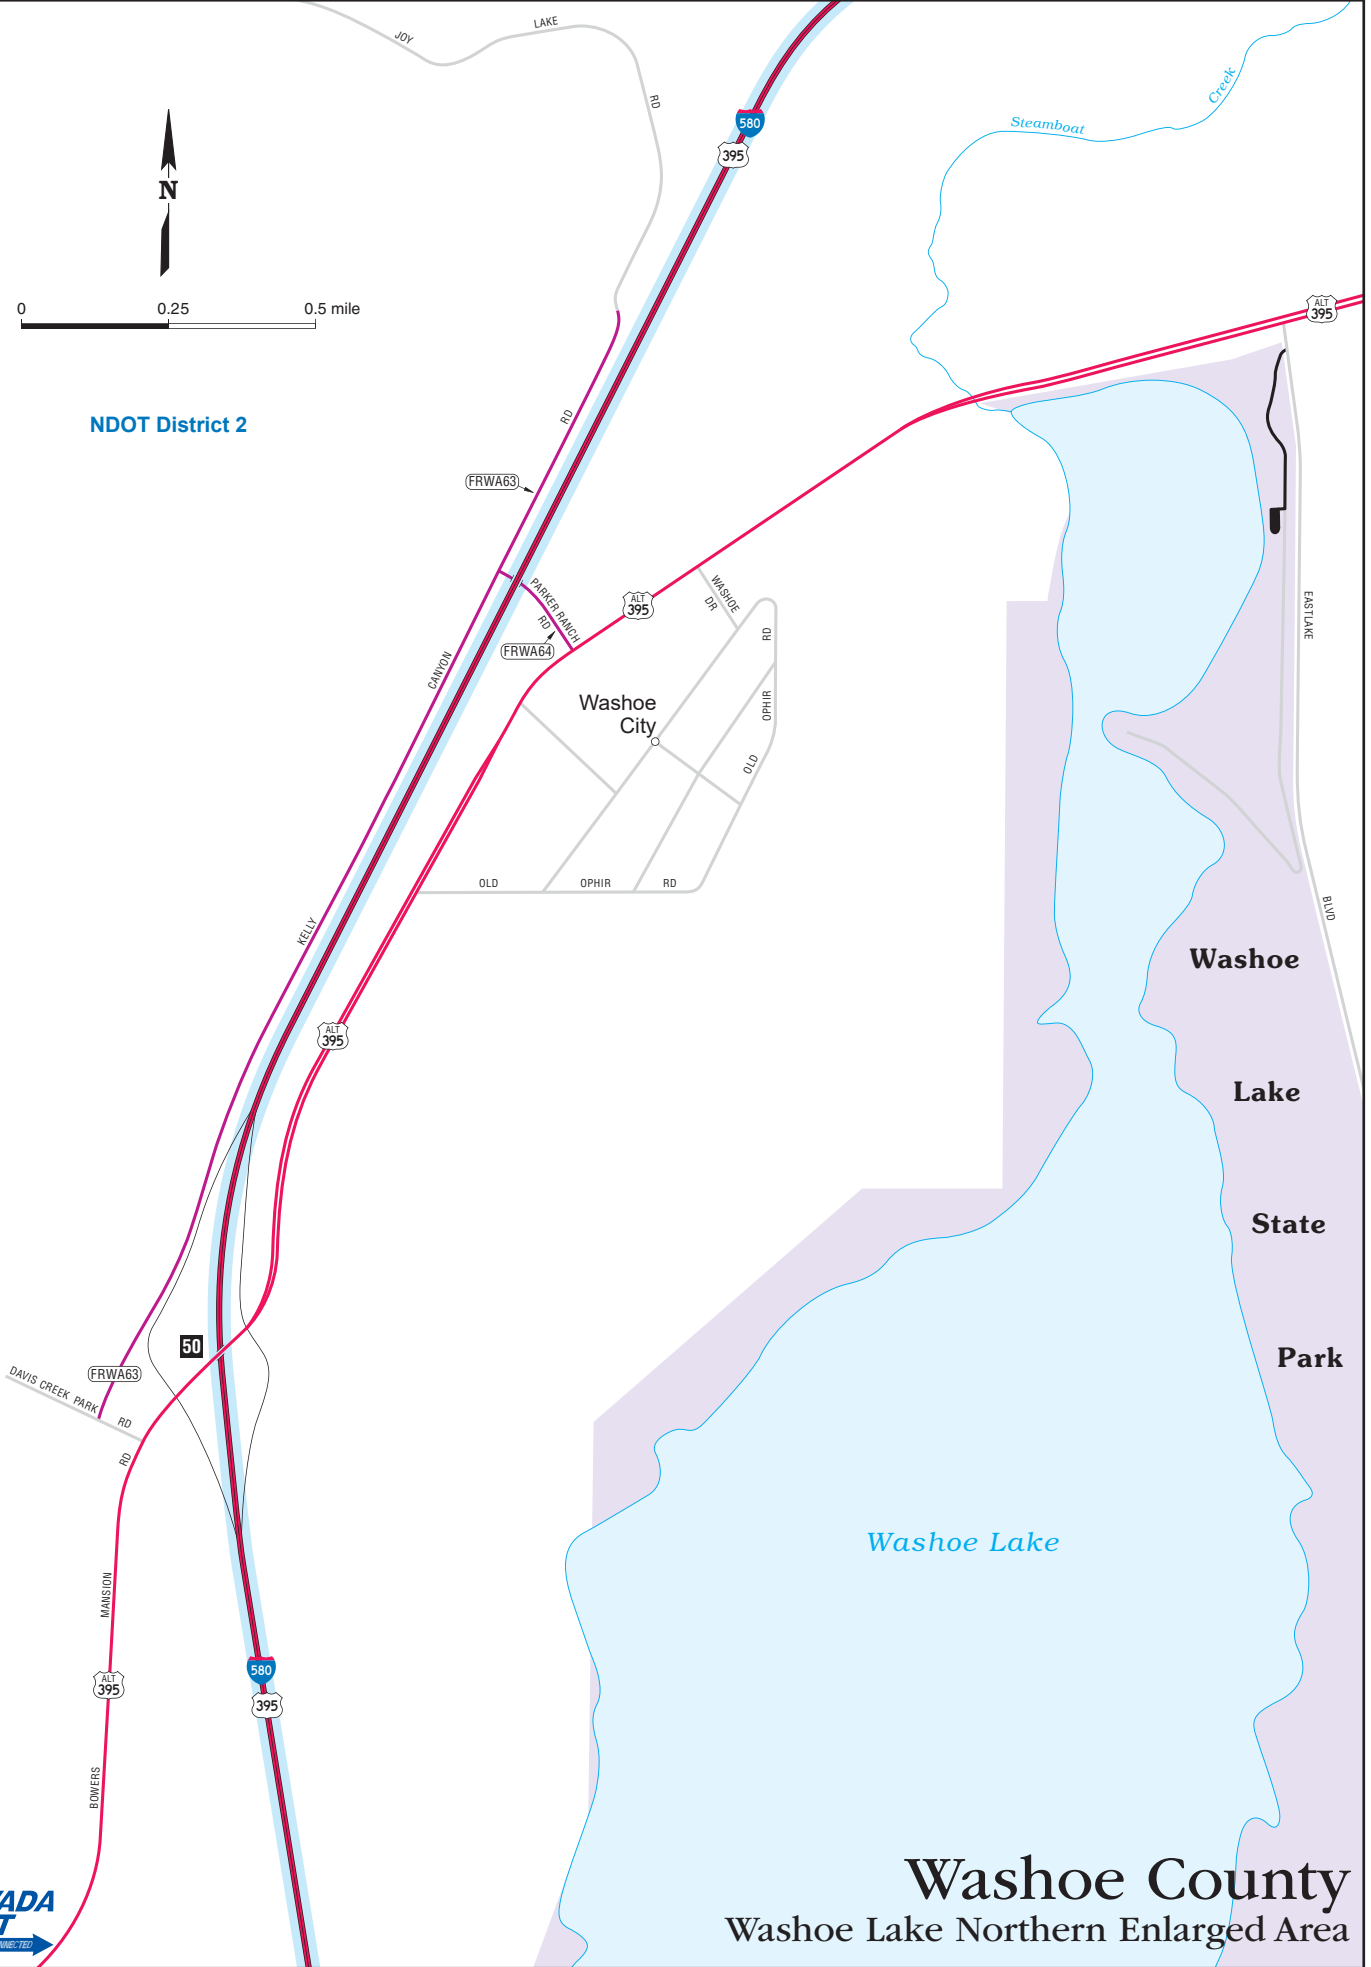 JOY
LAKE
RD
Creek
Steamboat
580
395
N
0 0.25 0.5 mile
ALT
395
NDOT District 2
RD
FRWA63
PARKER RANCH
RD
FRWA64
ALT
395
WASHOE
DR
RD
EASTLAKE
CANYON
Washoe
City
OPHIR
OLD
OLD OPHIR RD
KELLY
BLVD
Washoe
ALT
395
Lake
State
50
Park
FRWA63
DAVIS CREEK PARK
RD
RD
Washoe Lake
MANSION
580
ALT
395
395
BOWERS
Washoe County
Washoe Lake Northern Enlarged Area
ADA
T
NNECTED